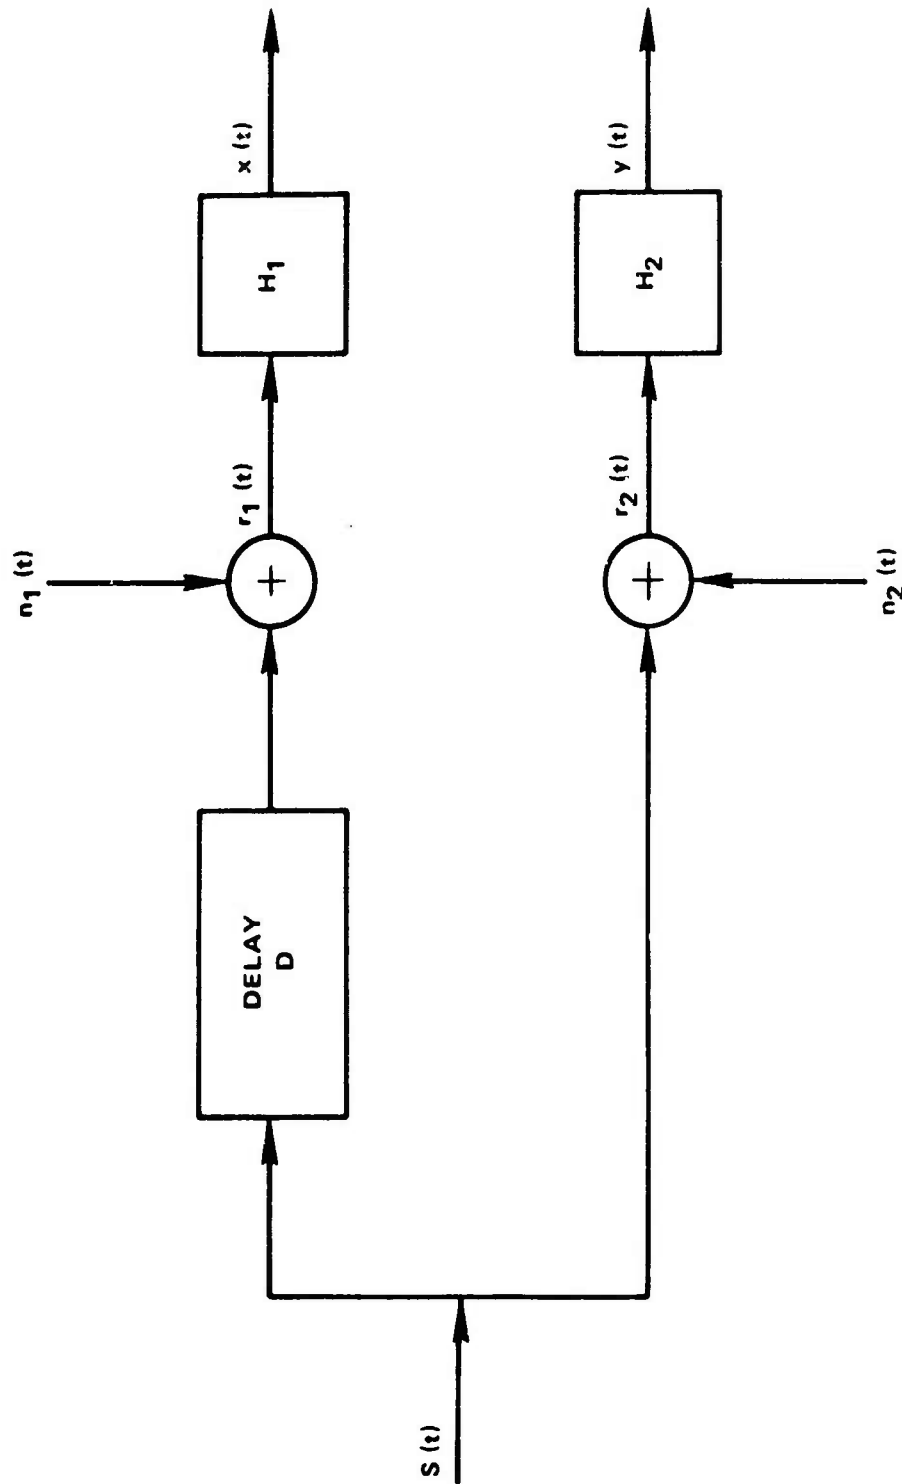 S (t)
DELAY
D
n1 (t)
+
r1 (t)
H1
x (t)
+
n2 (t)
r2 (t)
H2
y (t)